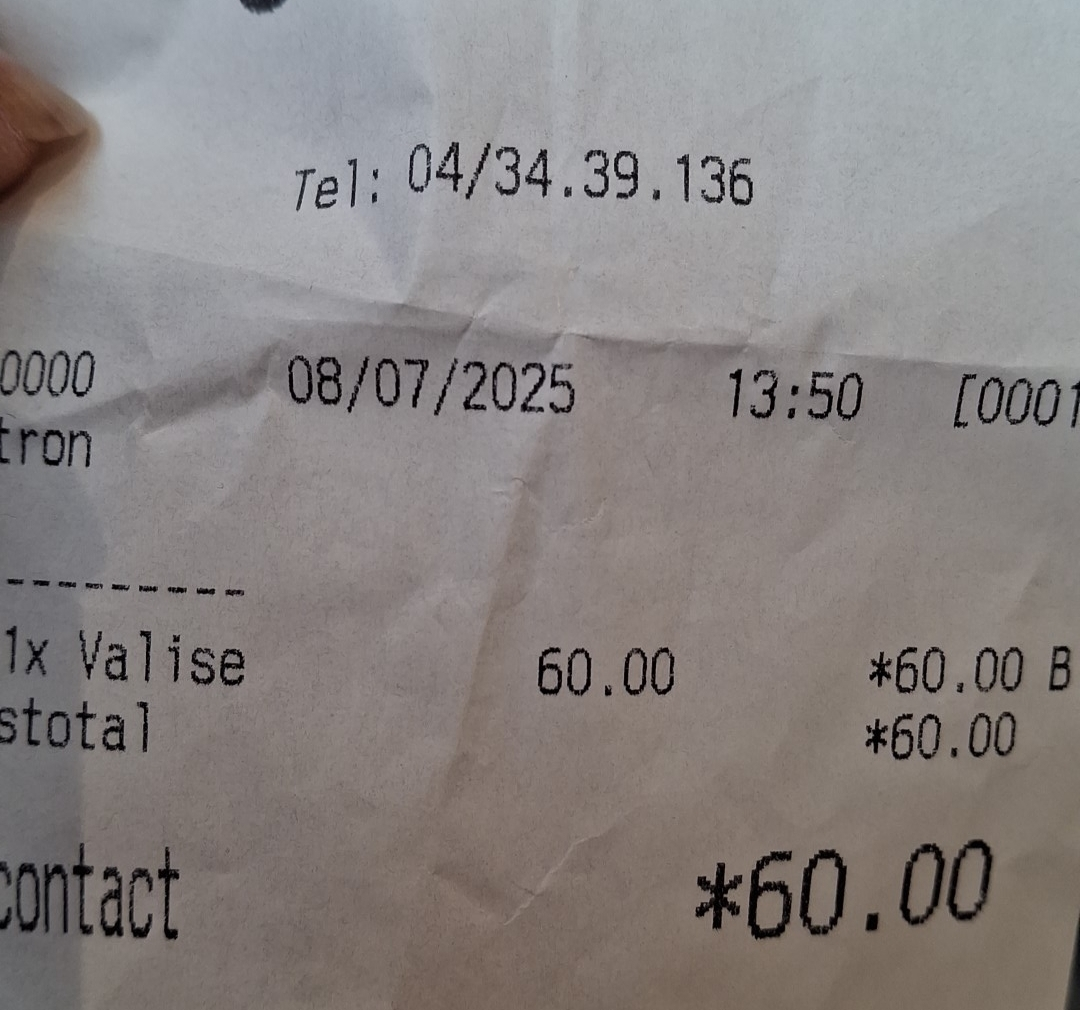 Tel: 04/34.39.136
0000 08/07/2025 13:50 [0001
tron
---------
1x Valise 60.00 *60.00 B
stotal *60.00
contact *60.00